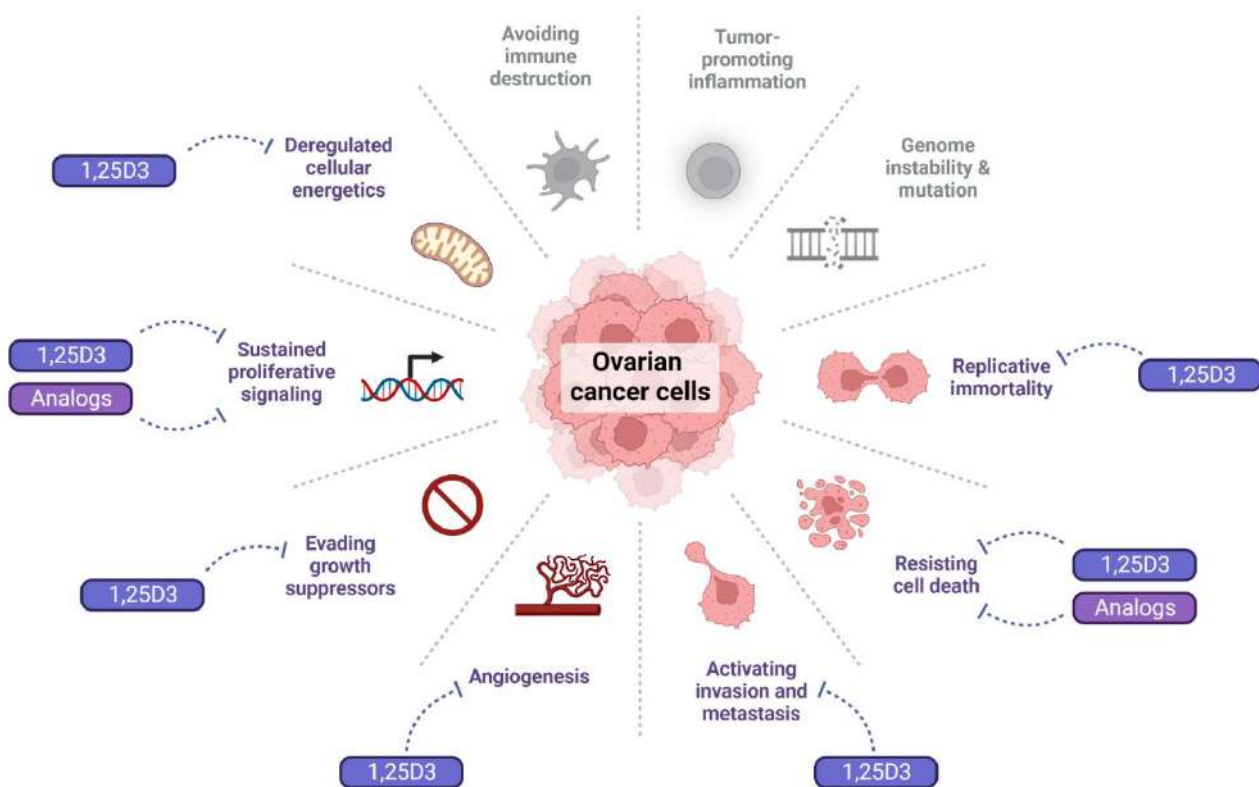 Avoiding
immune
destruction
Tumor-
promoting
inflammation
1,25D3
Deregulated
cellular
energetics
Genome
instability &
mutation
1,25D3
Analogs
Sustained
proliferative
signaling
Ovarian
cancer cells
Replicative
immortality
1,25D3
1,25D3
Evading
growth
suppressors
Resisting
cell death
1,25D3
Analogs
Angiogenesis
1,25D3
Activating
invasion and
metastasis
1,25D3